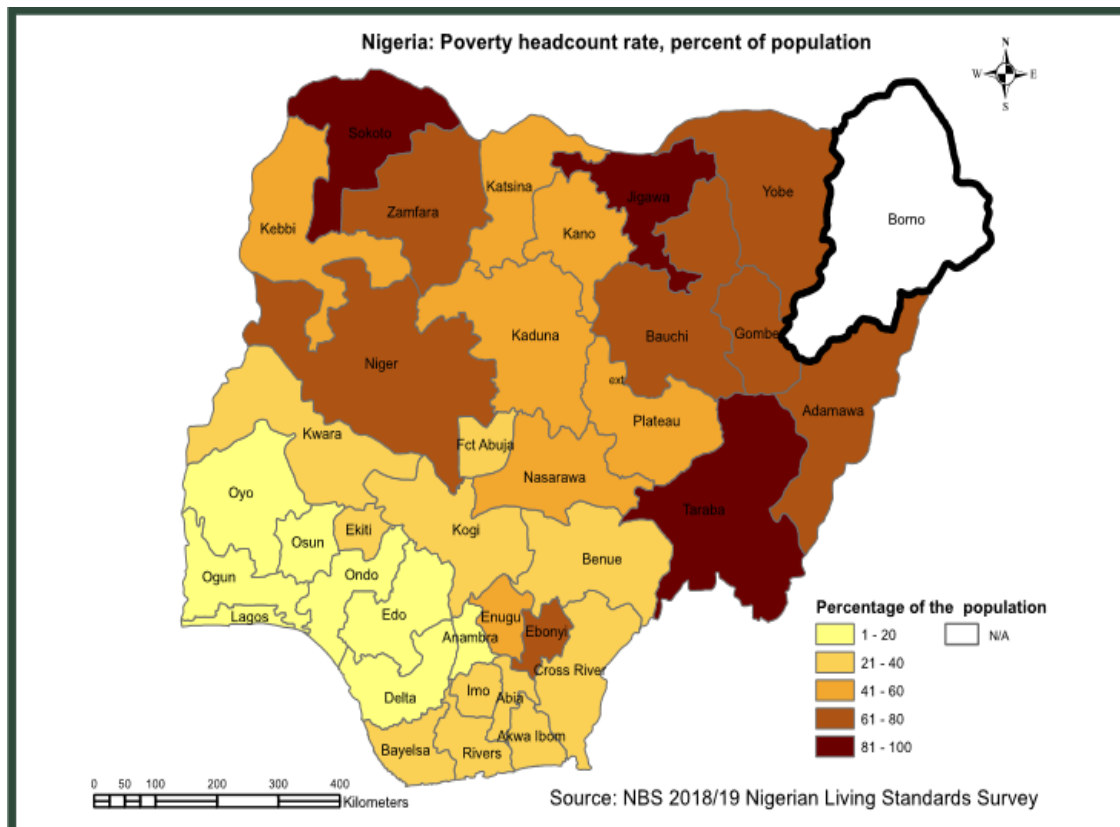 Nigeria: Poverty headcount rate, percent of population
N
W E
S
Sokoto
Katsina
Jigawa
Yobe
Zamfara
Borno
Kebbi
Kano
Kaduna
Bauchi
Gombe
Niger
ext
Adamawa
Plateau
Kwara
Fct Abuja
Nasarawa
Oyo
Taraba
Ekiti
Kogi
Osun
Benue
Ogun
Ondo
Lagos
Edo
Enugu
Anambra
Ebonyi
Cross River
Imo
Delta
Abia
Akwa Ibom
Bayelsa
Rivers
Percentage of the population
1 - 20
N/A
21 - 40
41 - 60
61 - 80
81 - 100
0 50 100 200 300 400
Kilometers
Source: NBS 2018/19 Nigerian Living Standards Survey